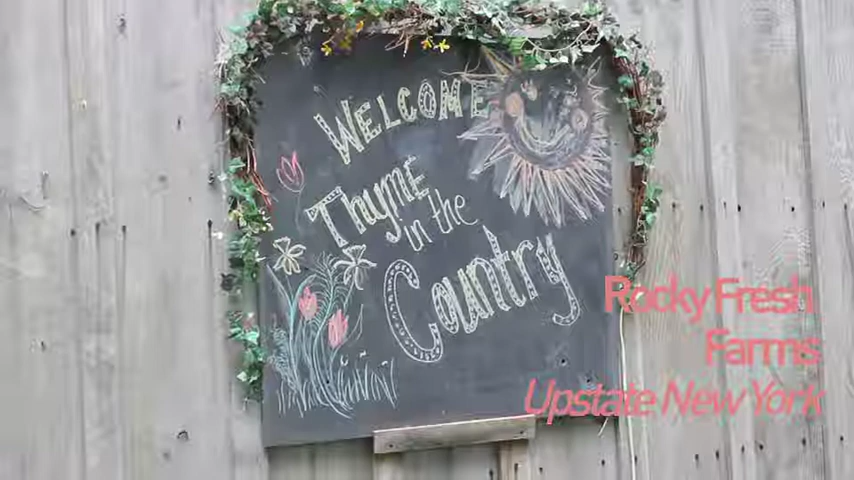 WELCOME
Thyme
in the
Country
Rocky Fresh
Farms
Upstate New York